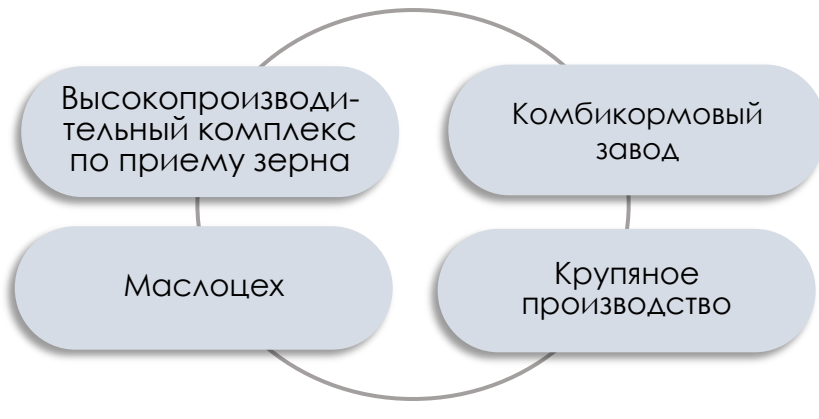 Высокопроизводи-
тельный комплекс
по приему зерна
Комбикормовый
завод
Маслоцех
Крупяное
производство